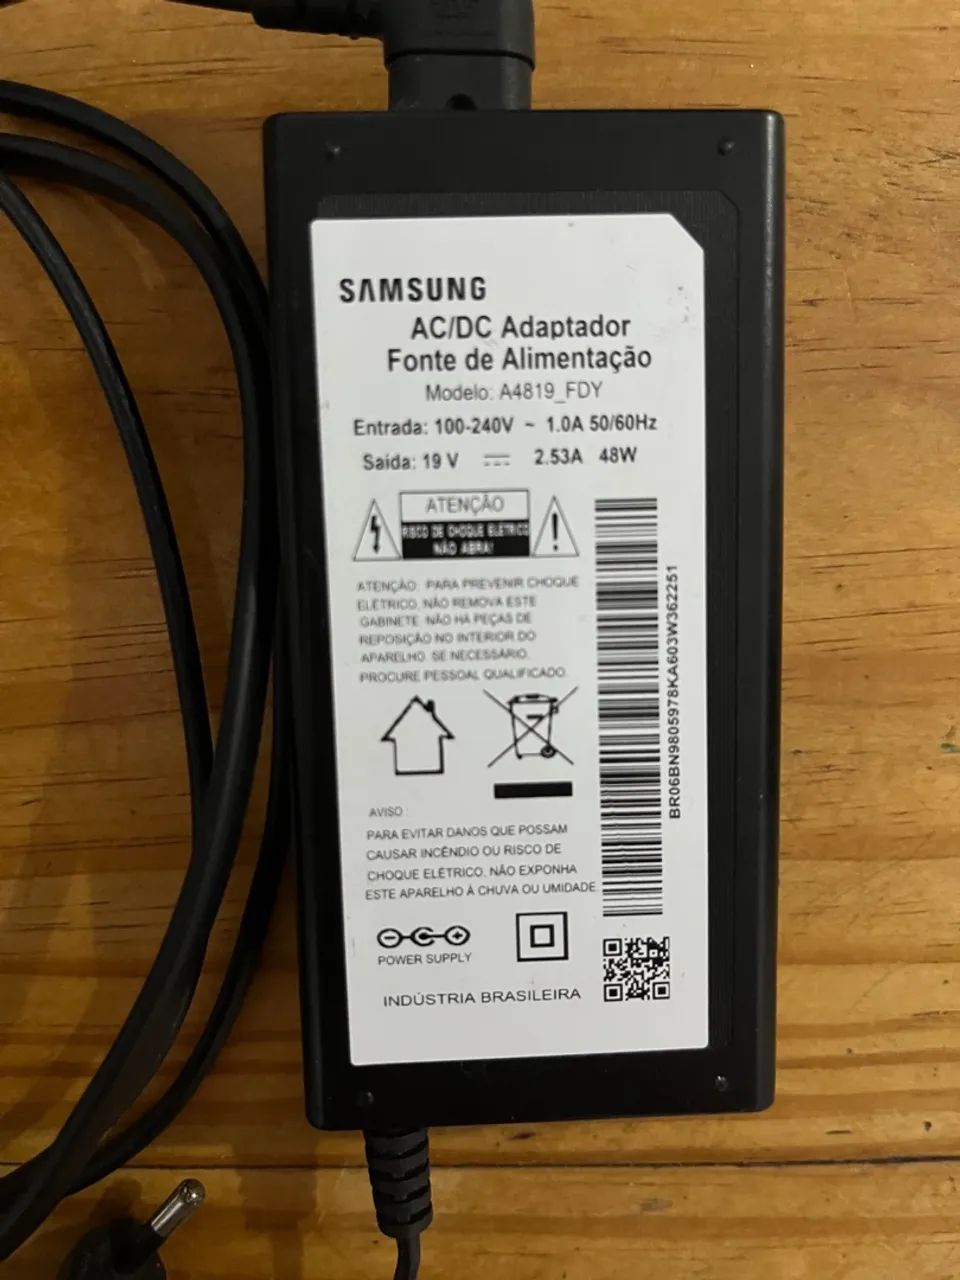 SAMSUNG
AC/DC Adaptador
Fonte de Alimentação
Modelo: A4819_FDY
Entrada: 100-240V ~ 1.0A 50/60Hz
Saída: 19 V ⎓ 2.53A 48W
ATENÇÃO
RISCO DE CHOQUE ELÉTRICO
NÃO ABRA!
ATENÇÃO: PARA PREVENIR CHOQUE
ELÉTRICO, NÃO REMOVA ESTE
GABINETE. NÃO HÁ PEÇAS DE
REPOSIÇÃO NO INTERIOR DO
APARELHO. SE NECESSÁRIO,
PROCURE PESSOAL QUALIFICADO.
BR06BN9805978KA603W362251
AVISO:
PARA EVITAR DANOS QUE POSSAM
CAUSAR INCÊNDIO OU RISCO DE
CHOQUE ELÉTRICO, NÃO EXPONHA
ESTE APARELHO À CHUVA OU UMIDADE.
POWER SUPPLY
INDÚSTRIA BRASILEIRA